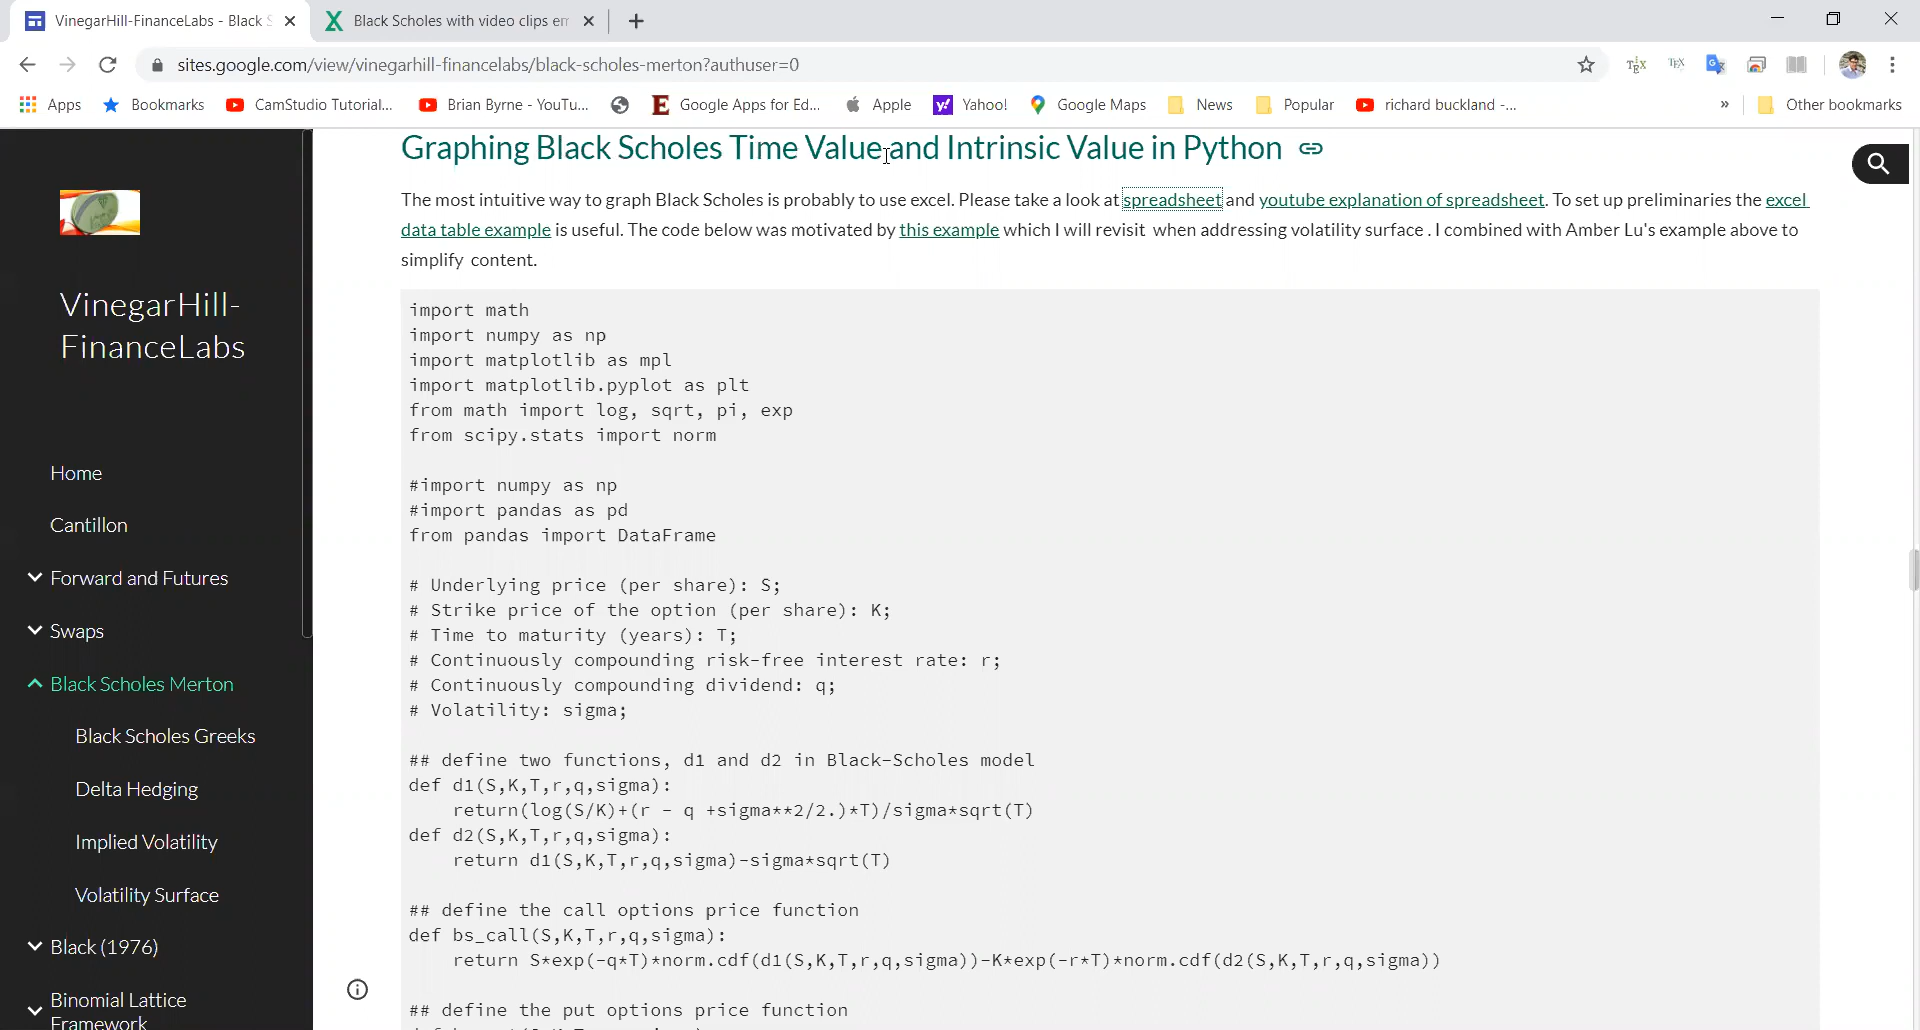 VinegarHill-FinanceLabs - Black S
Black Scholes with video clips em
sites.google.com/view/vinegarhill-financelabs/black-scholes-merton?authuser=0
TEX
Apps
Bookmarks
CamStudio Tutorial...
Brian Byrne - YouTu...
Google Apps for Ed...
Apple
Yahoo!
Google Maps
News
Popular
richard buckland -...
»
Other bookmarks
VinegarHill-
FinanceLabs
Home
Cantillon
Forward and Futures
Swaps
Black Scholes Merton
Black Scholes Greeks
Delta Hedging
Implied Volatility
Volatility Surface
Black (1976)
Binomial Lattice
Framework
Graphing Black Scholes Time Value and Intrinsic Value in Python
The most intuitive way to graph Black Scholes is probably to use excel. Please take a look at spreadsheet and youtube explanation of spreadsheet. To set up preliminaries the excel
data table example is useful. The code below was motivated by this example which I will revisit when addressing volatility surface . I combined with Amber Lu's example above to
simplify content.
import math
import numpy as np
import matplotlib as mpl
import matplotlib.pyplot as plt
from math import log, sqrt, pi, exp
from scipy.stats import norm
#import numpy as np
#import pandas as pd
from pandas import DataFrame
# Underlying price (per share): S;
# Strike price of the option (per share): K;
# Time to maturity (years): T;
# Continuously compounding risk-free interest rate: r;
# Continuously compounding dividend: q;
# Volatility: sigma;
## define two functions, d1 and d2 in Black-Scholes model
def d1(S,K,T,r,q,sigma):
    return(log(S/K)+(r - q +sigma**2/2.)*T)/sigma*sqrt(T)
def d2(S,K,T,r,q,sigma):
    return d1(S,K,T,r,q,sigma)-sigma*sqrt(T)
## define the call options price function
def bs_call(S,K,T,r,q,sigma):
    return S*exp(-q*T)*norm.cdf(d1(S,K,T,r,q,sigma))-K*exp(-r*T)*norm.cdf(d2(S,K,T,r,q,sigma))
## define the put options price function